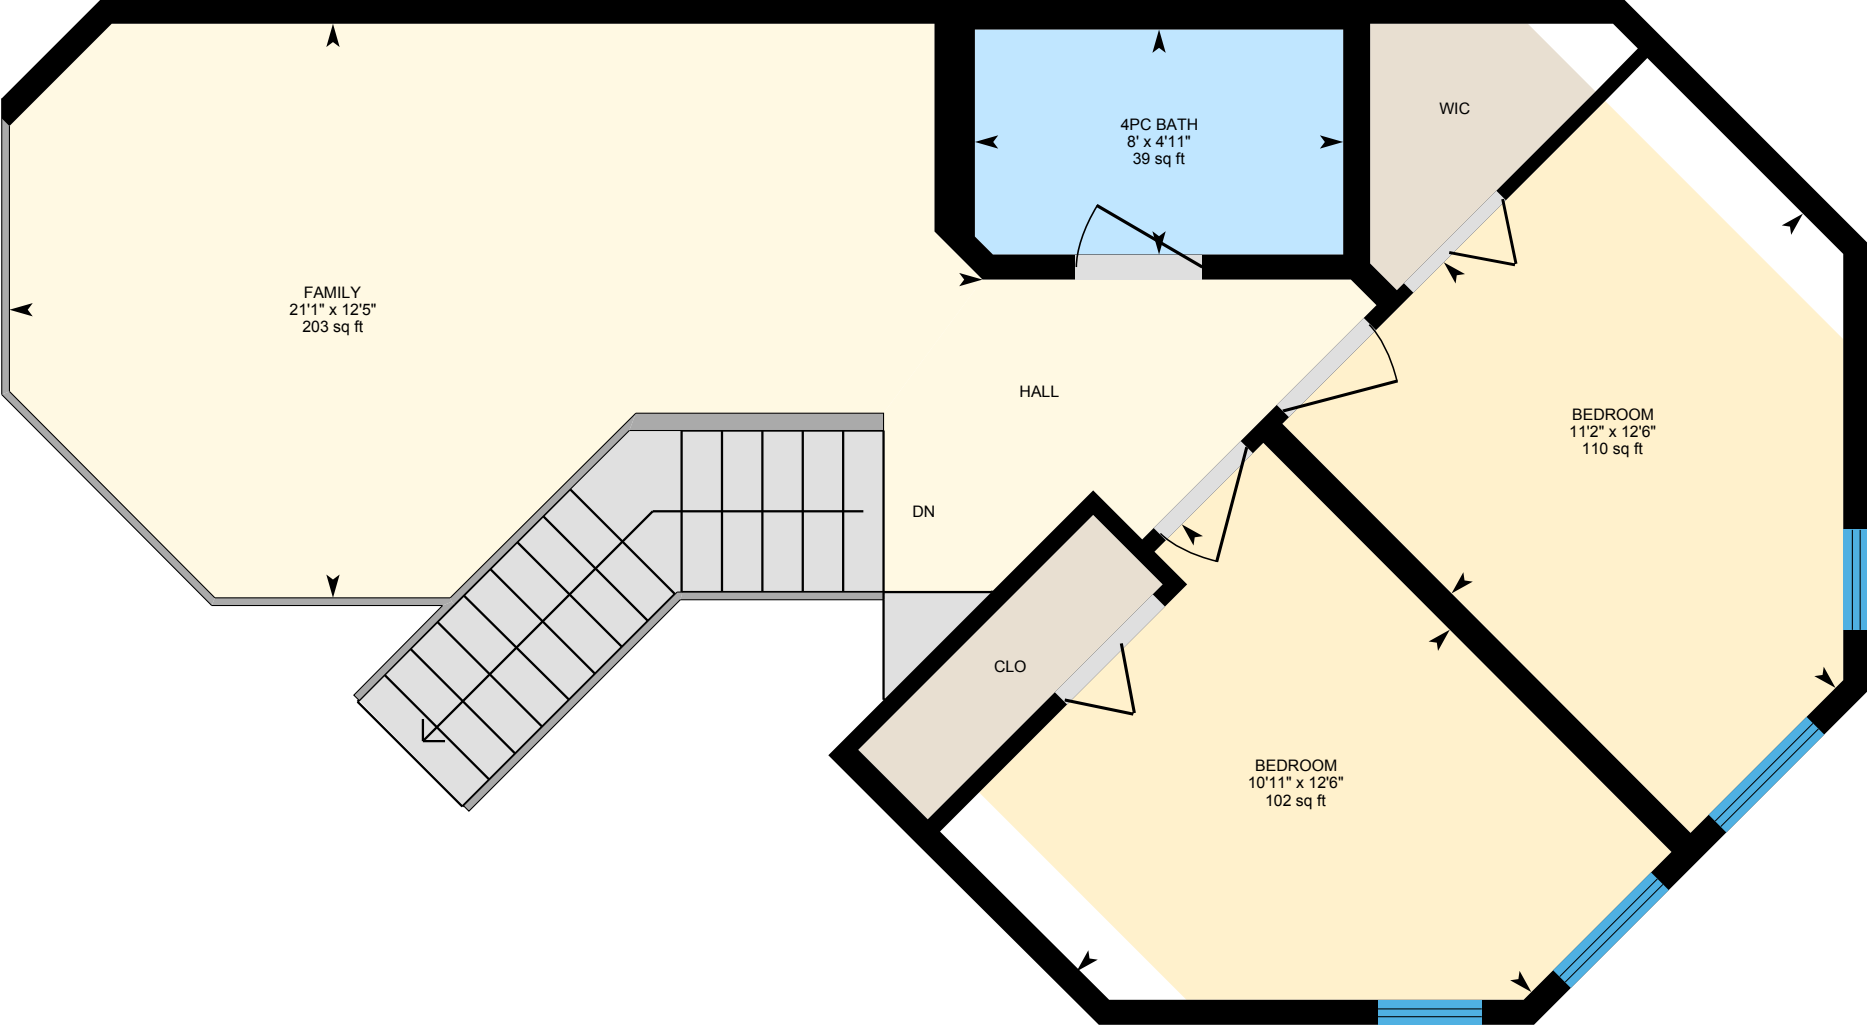 FAMILY
21'1" x 12'5"
203 sq ft
4PC BATH
8' x 4'11"
39 sq ft
WIC
HALL
BEDROOM
11'2" x 12'6"
110 sq ft
DN
CLO
BEDROOM
10'11" x 12'6"
102 sq ft